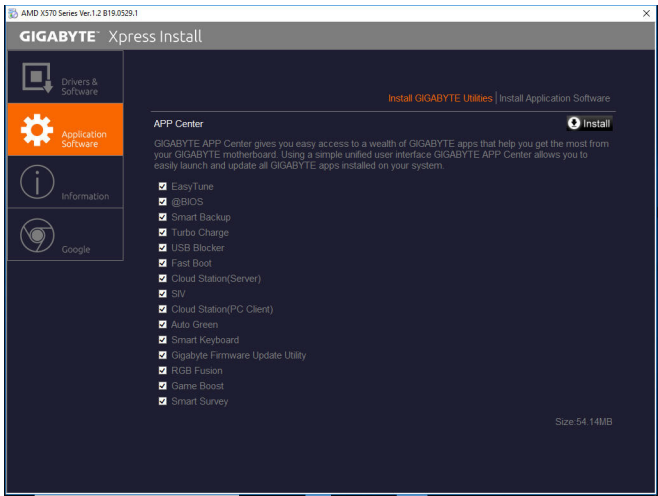 AMD X570 Series Ver.1.2 B19.0529.1
GIGABYTE™ Xpress Install
Drivers &
Software
Application
Software
Information
Google
Install GIGABYTE Utilities | Install Application Software
APP Center
Install
GIGABYTE APP Center gives you easy access to a wealth of GIGABYTE apps that help you get the most from
your GIGABYTE motherboard. Using a simple unified user interface GIGABYTE APP Center allows you to
easily launch and update all GIGABYTE apps installed on your system.
EasyTune
@BIOS
Smart Backup
Turbo Charge
USB Blocker
Fast Boot
Cloud Station(Server)
SIV
Cloud Station(PC Client)
Auto Green
Smart Keyboard
Gigabyte Firmware Update Utility
RGB Fusion
Game Boost
Smart Survey
Size:54.14MB